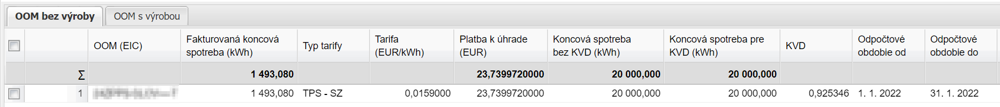 OOM bez výroby OOM s výrobou
OOM (EIC) Fakturovaná koncová spotreba (kWh) Typ tarify Tarifa (EUR/kWh) Platba k úhrade (EUR) Koncová spotreba bez KVD (kWh) Koncová spotreba pre KVD (kWh) KVD Odpočtové obdobie od Odpočtové obdobie do
∑ 1 493,080 23,7399720000 20 000,000 20 000,000
1 1 493,080 TPS - SZ 0,0159000 23,7399720000 20 000,000 20 000,000 0,925346 1. 1. 2022 31. 1. 2022